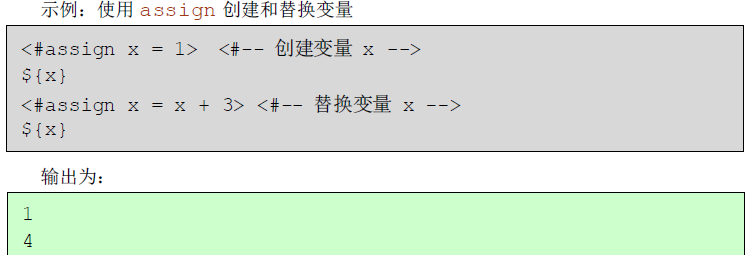 示例：使用 assign 创建和替换变量
<#assign x = 1> <#-- 创建变量 x -->
${x}
<#assign x = x + 3> <#-- 替换变量 x -->
${x}
输出为：
1
4